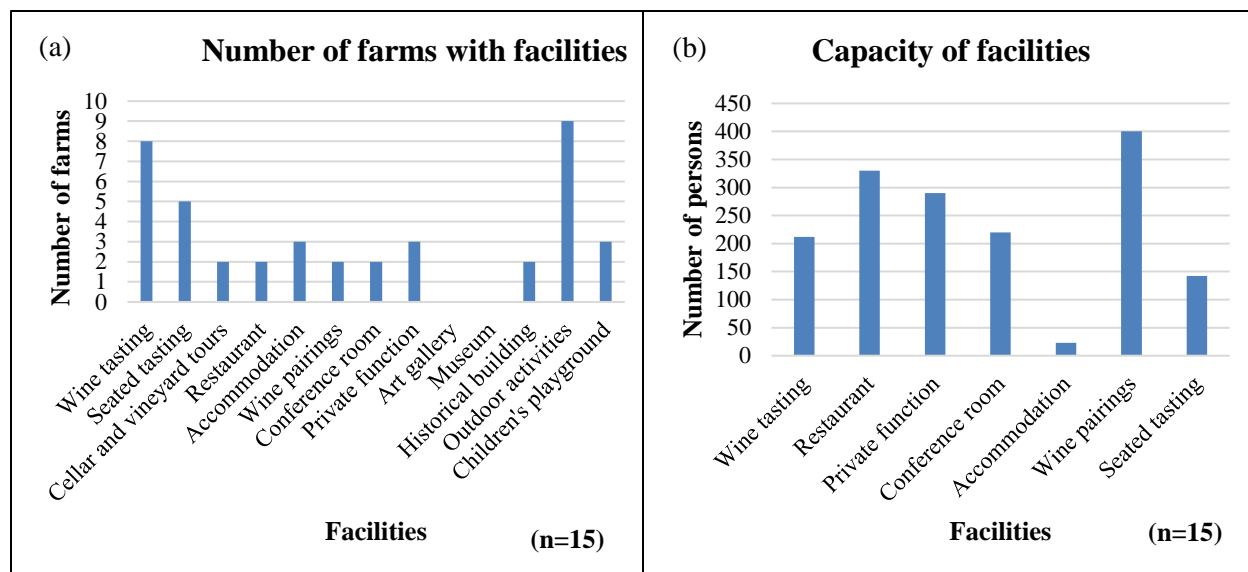 (a)
Number of farms with facilities
Number of farms
10
9
8
7
6
5
4
3
2
1
0
Wine tasting
Seated tasting
Cellar and vineyard tours
Restaurant
Accommodation
Wine pairings
Conference room
Private function
Art gallery
Museum
Historical building
Outdoor activities
Children's playground
Facilities
(n=15)
(b)
Capacity of facilities
Number of persons
450
400
350
300
250
200
150
100
50
0
Wine tasting
Restaurant
Private function
Conference room
Accommodation
Wine pairings
Seated tasting
Facilities
(n=15)